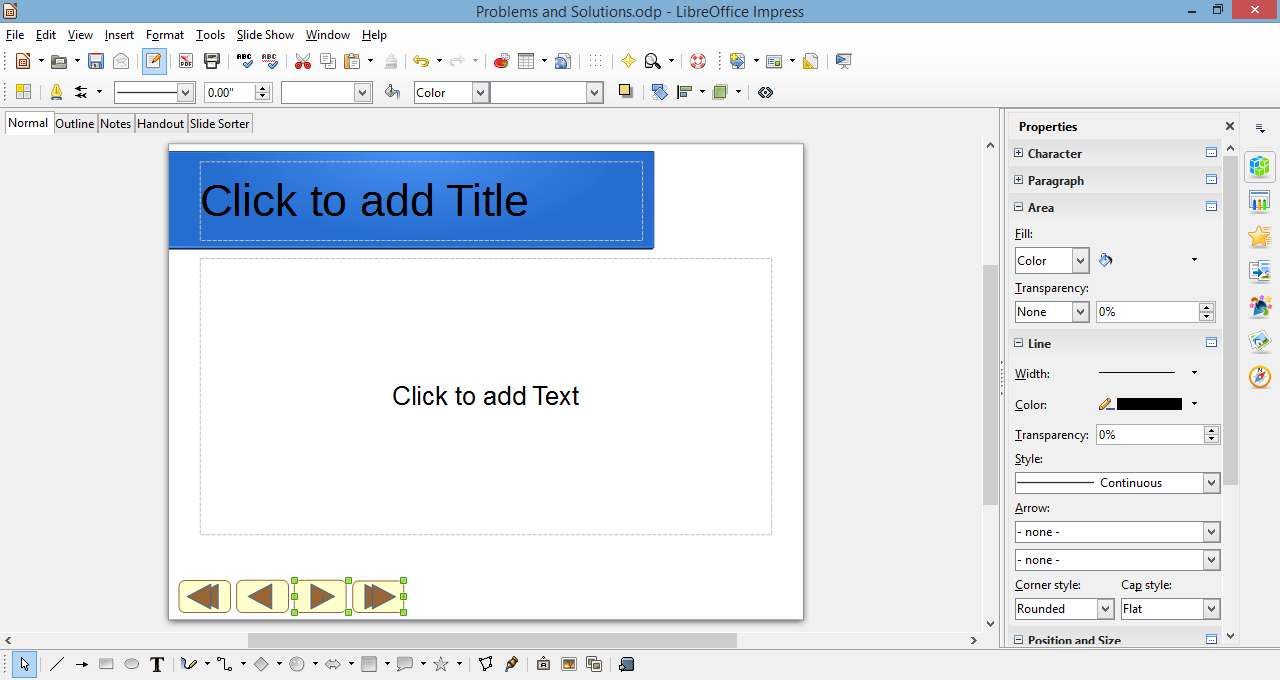 Problems and Solutions.odp - LibreOffice Impress
File Edit View Insert Format Tools Slide Show Window Help
PDF ABC ABC
0.00" Color
Normal Outline Notes Handout Slide Sorter
Properties
Character
Paragraph
Area
Fill:
Color
Transparency:
None 0%
Line
Width:
Color:
Transparency: 0%
Style:
Continuous
Arrow:
- none -
- none -
Corner style: Cap style:
Rounded Flat
Position and Size
Click to add Title
Click to add Text
T